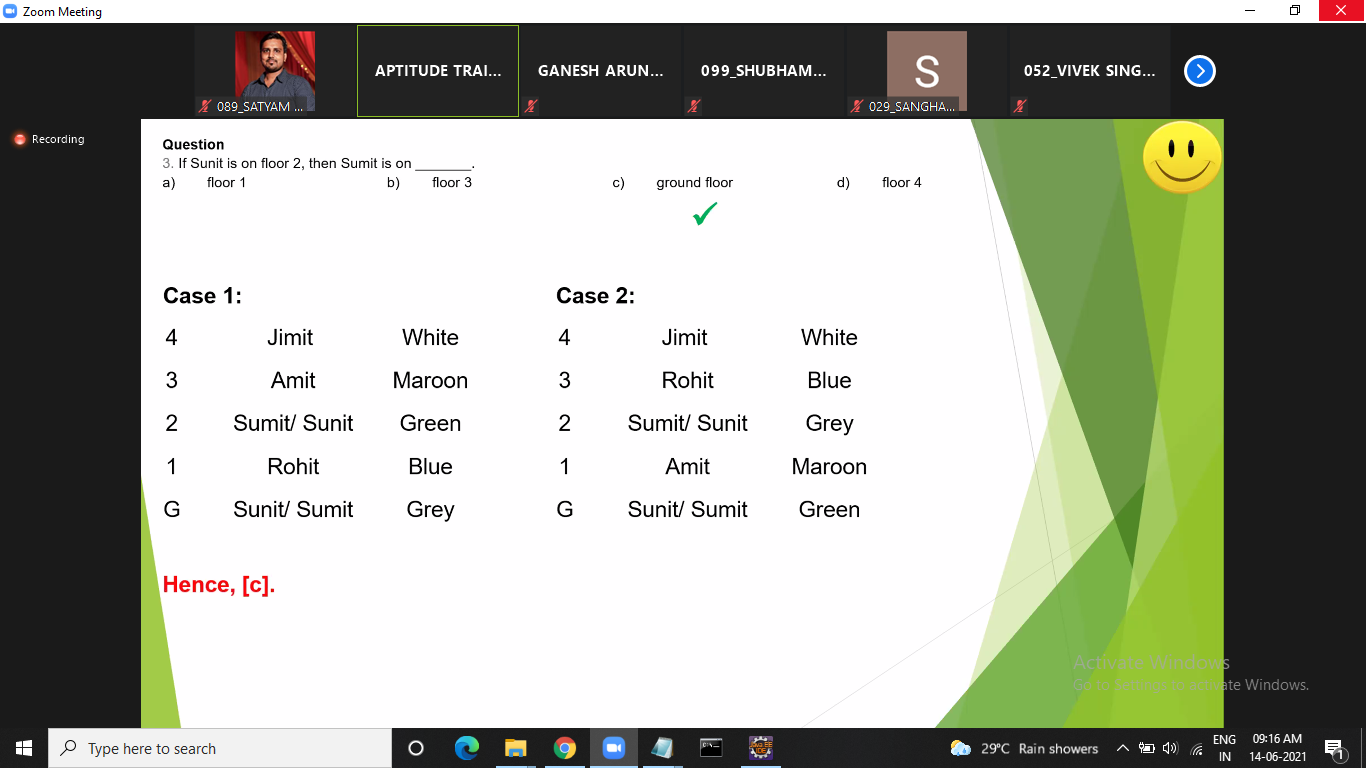 Zoom Meeting
089_SATYAM ...
APTITUDE TRAI...
GANESH ARUN...
099_SHUBHAM...
S
029_SANGHA...
052_VIVEK SING...
Recording
Question
3. If Sunit is on floor 2, then Sumit is on _______.
a) floor 1 b) floor 3 c) ground floor d) floor 4
Case 1:
4 Jimit White
3 Amit Maroon
2 Sumit/ Sunit Green
1 Rohit Blue
G Sunit/ Sumit Grey
Case 2:
4 Jimit White
3 Rohit Blue
2 Sumit/ Sunit Grey
1 Amit Maroon
G Sunit/ Sumit Green
Hence, [c].
Activate Windows
Go to Settings to activate Windows.
Type here to search
29°C Rain showers
ENG
IN
09:16 AM
14-06-2021
1